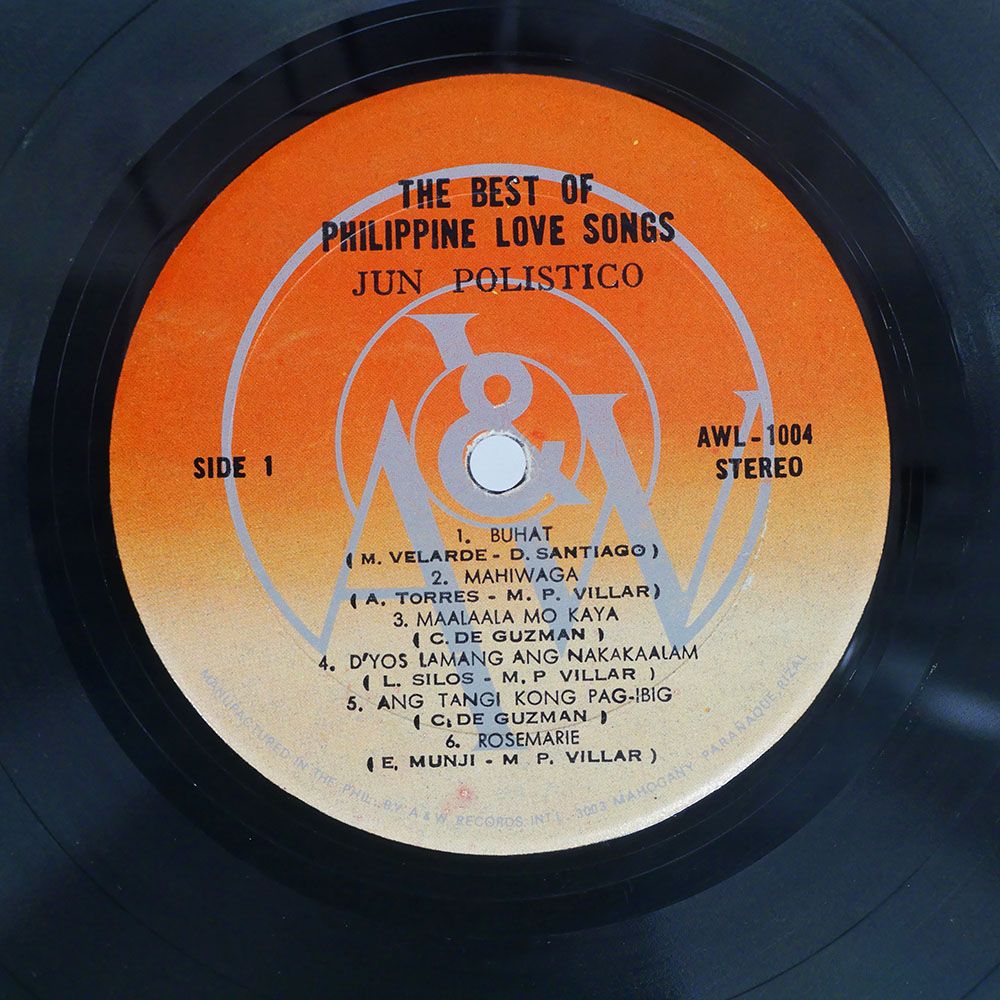 THE BEST OF
PHILIPPINE LOVE SONGS
JUN POLISTICO
A&W
SIDE 1
AWL-1004
STEREO
1. BUHAT
( M. VELARDE - D. SANTIAGO )
2. MAHIWAGA
( A. TORRES - M. P. VILLAR )
3. MAALAALA MO KAYA
( C. DE GUZMAN )
4. D'YOS LAMANG ANG NAKAKAALAM
( L. SILOS - M. P VILLAR )
5. ANG TANGI KONG PAG-IBIG
( C. DE GUZMAN )
6. ROSEMARIE
( E. MUNJI - M P. VILLAR )
MANUFACTURED IN THE PHIL. BY A & W RECORDS INT'L. 3003 MAHOGANY PARAÑAQUE, RIZAL